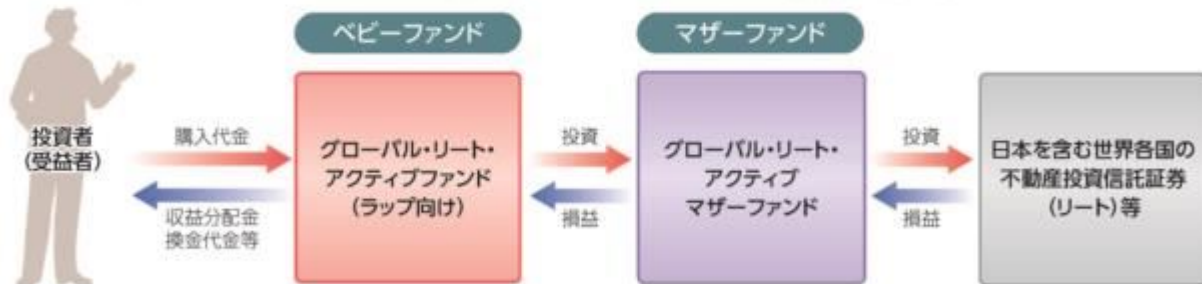 ベビーファンド
マザーファンド
投資者
(受益者)
購入代金
収益分配金
換金代金等
グローバル・リート・
アクティブファンド
(ラップ向け)
投資
損益
グローバル・リート・
アクティブ
マザーファンド
投資
損益
日本を含む世界各国の
不動産投資信託証券
(リート)等